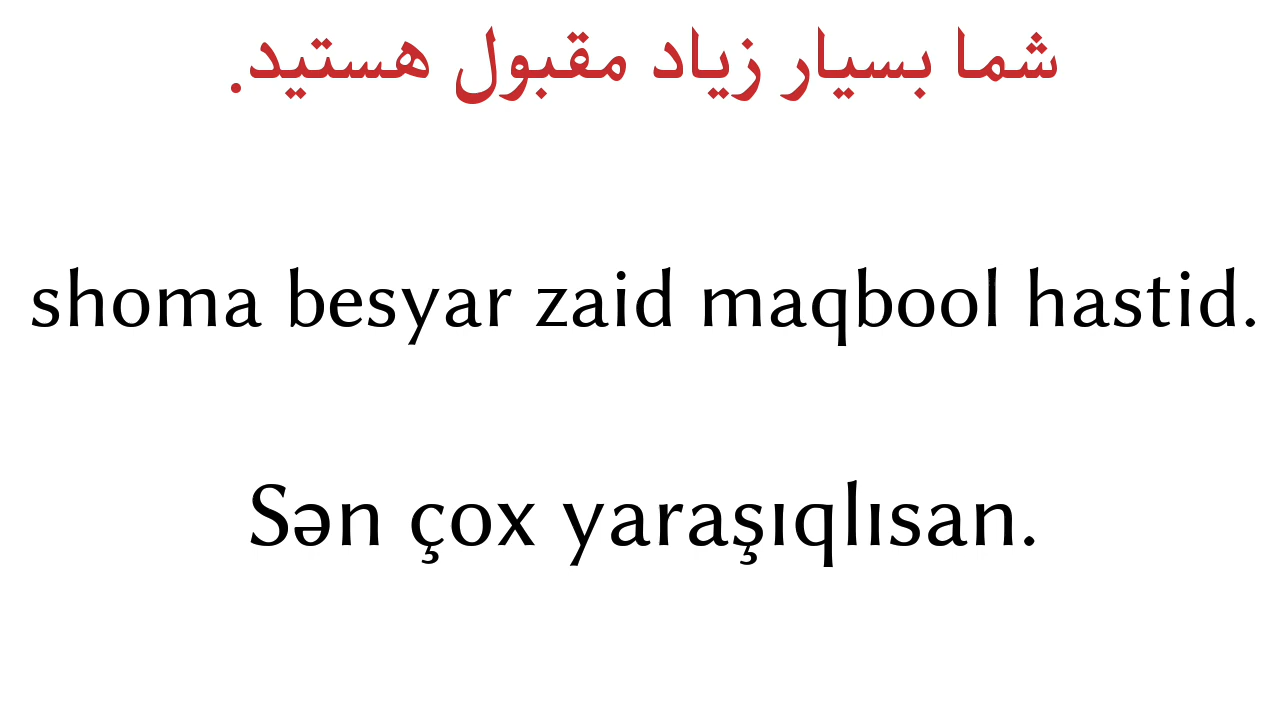 شما بسیار زیاد مقبول هستید.
shoma besyar zaid maqbool hastid.
Sən çox yaraşıqlısan.